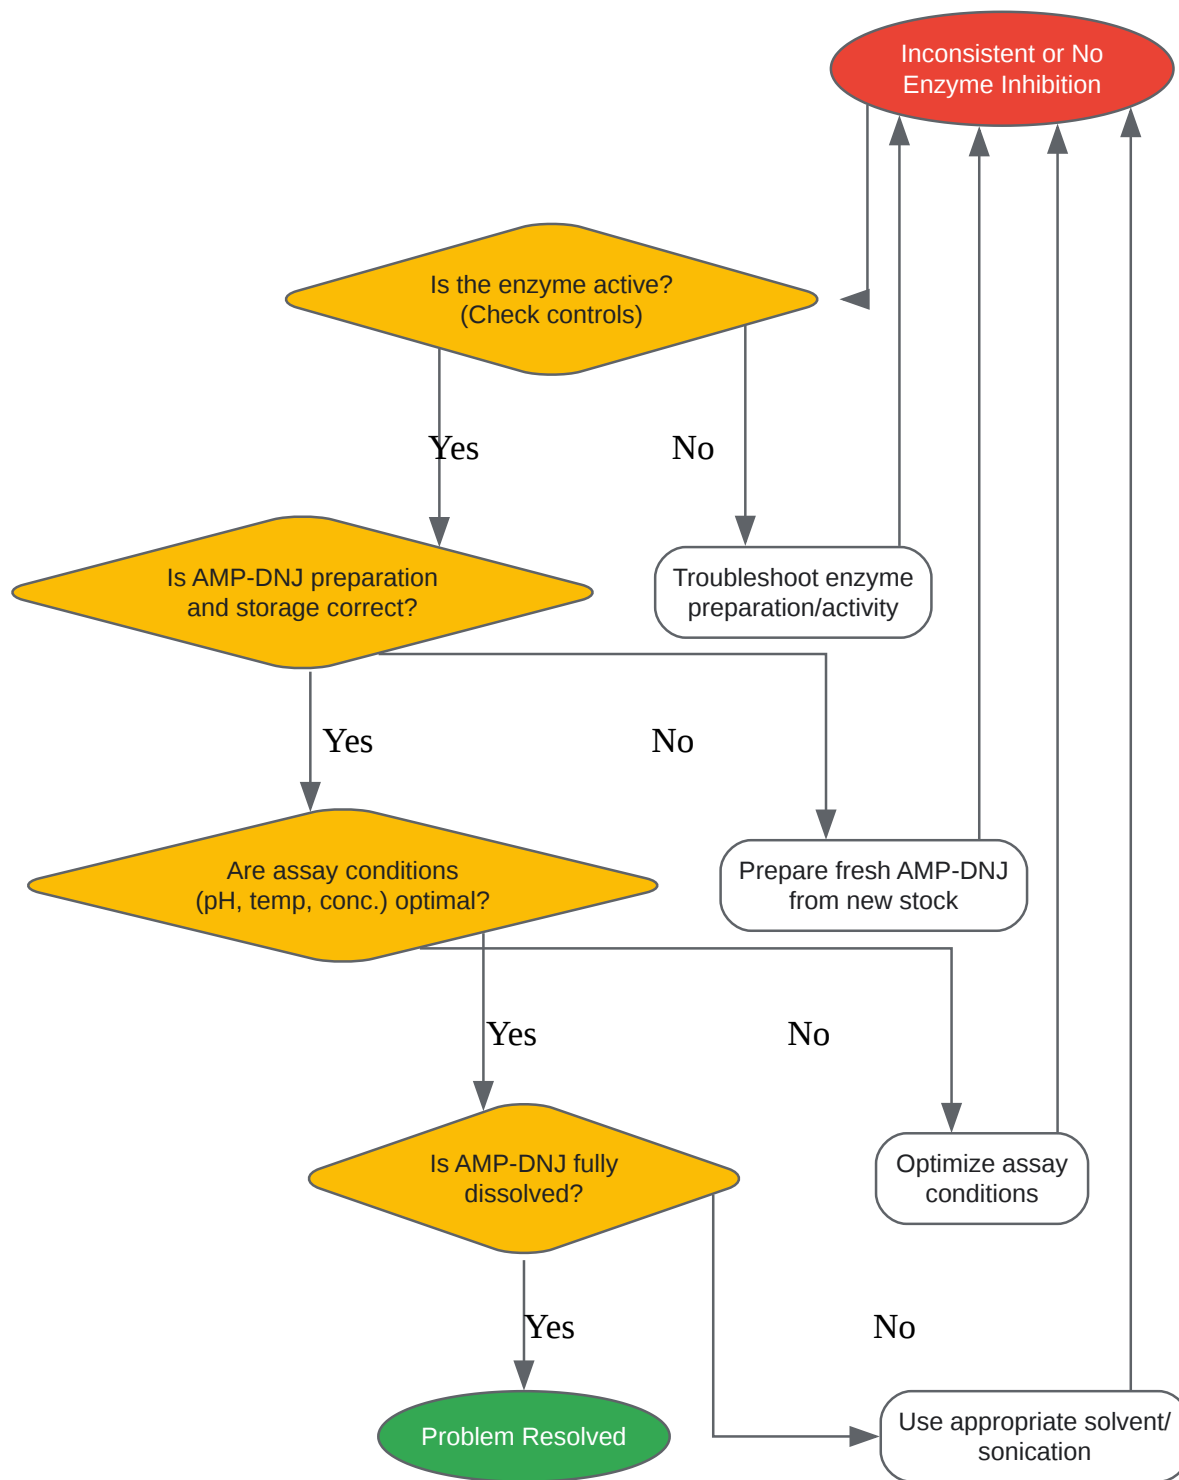 Inconsistent or No
Enzyme Inhibition
Is the enzyme active?
(Check controls)
Yes
No
Is AMP-DNJ preparation
and storage correct?
Troubleshoot enzyme
preparation/activity
Yes
No
Are assay conditions
(pH, temp, conc.) optimal?
Prepare fresh AMP-DNJ
from new stock
Yes
No
Is AMP-DNJ fully
dissolved?
Optimize assay
conditions
Yes
No
Problem Resolved
Use appropriate solvent/
sonication